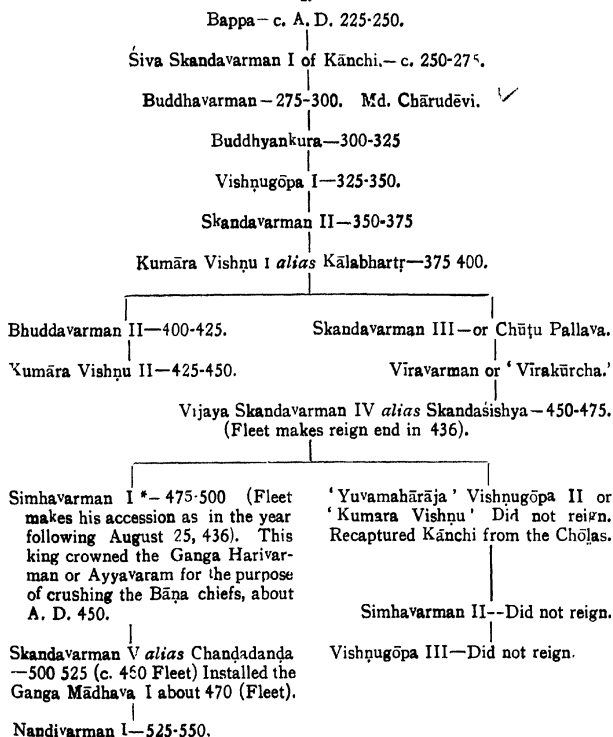 Bappa — c. A. D. 225-250.
Śiva Skandavarman I of Kānchi.— c. 250-275.
Buddhavarman — 275-300. Md. Chārudēvi.
Buddhyankura—300-325
Vishṇugōpa I—325-350.
Skandavarman II—350-375
Kumāra Vishṇu I alias Kālabhartṛ—375 400.
Bhuddavarman II—400-425.
Skandavarman III—or Chūṭu Pallava.
Kumāra Vishṇu II—425-450.
Vīravarman or ‘Vīrakūrcha.’
Vijaya Skandavarman IV alias Skandaśishya—450-475.
(Fleet makes reign end in 436).
Simhavarman I *— 475-500 (Fleet
makes his accession as in the year
following August 25, 436). This
king crowned the Ganga Harivar-
man or Ayyavaram for the purpose
of crushing the Bāṇa chiefs, about
A. D. 450.
‘Yuvamahārāja’ Vishṇugōpa II or
‘Kumara Vishṇu’ Did not reign.
Recaptured Kānchi from the Chōḷas.
Simhavarman II--Did not reign.
Skandavarman V alias Chaṇḍadanḍa
—500 525 (c. 460 Fleet) Installed the
Ganga Mādhava I about 470 (Fleet).
Vishṇugōpa III—Did not reign.
Nandivarman I—525-550.